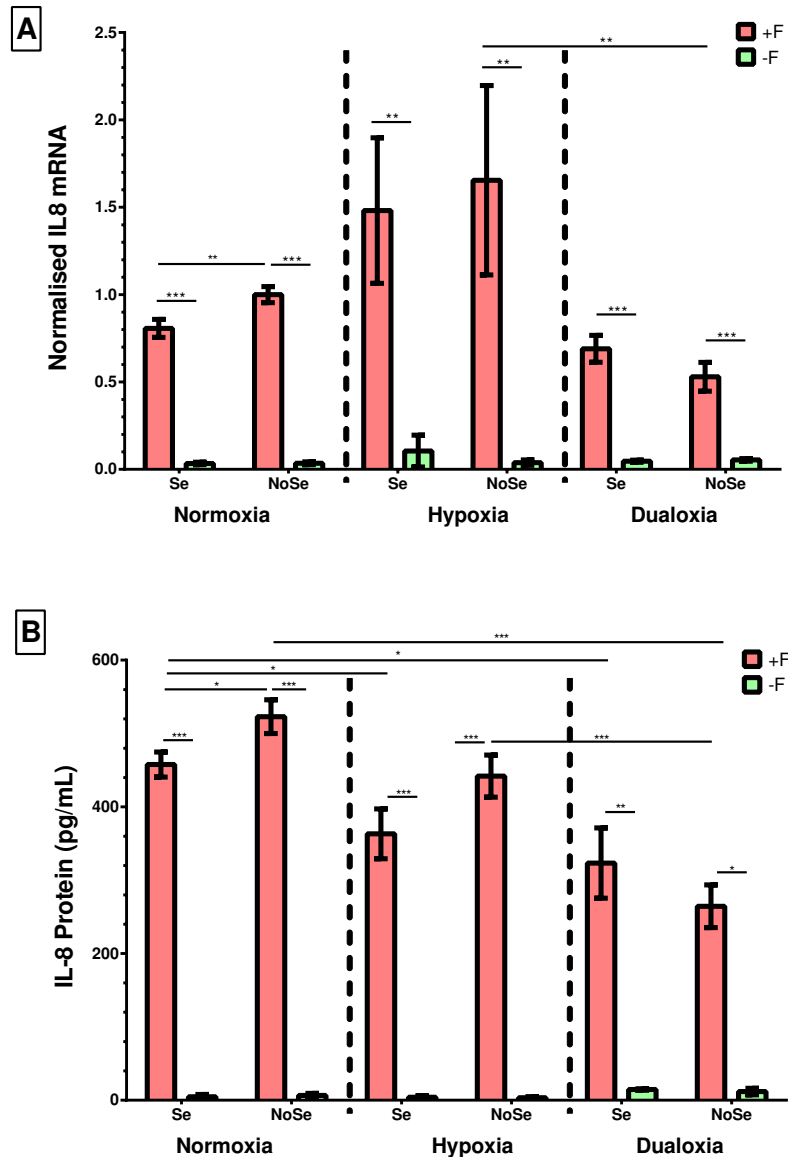 A
+F
-F
Normalised IL8 mRNA
2.5
2.0
1.5
1.0
0.5
0.0
**
**
**
**
***
***
***
***
Se
NoSe
Se
NoSe
Se
NoSe
Normoxia
Hypoxia
Dualoxia
B
+F
-F
IL-8 Protein (pg/mL)
600
400
200
0
***
*
*
*
***
***
***
***
***
**
*
Se
NoSe
Se
NoSe
Se
NoSe
Normoxia
Hypoxia
Dualoxia